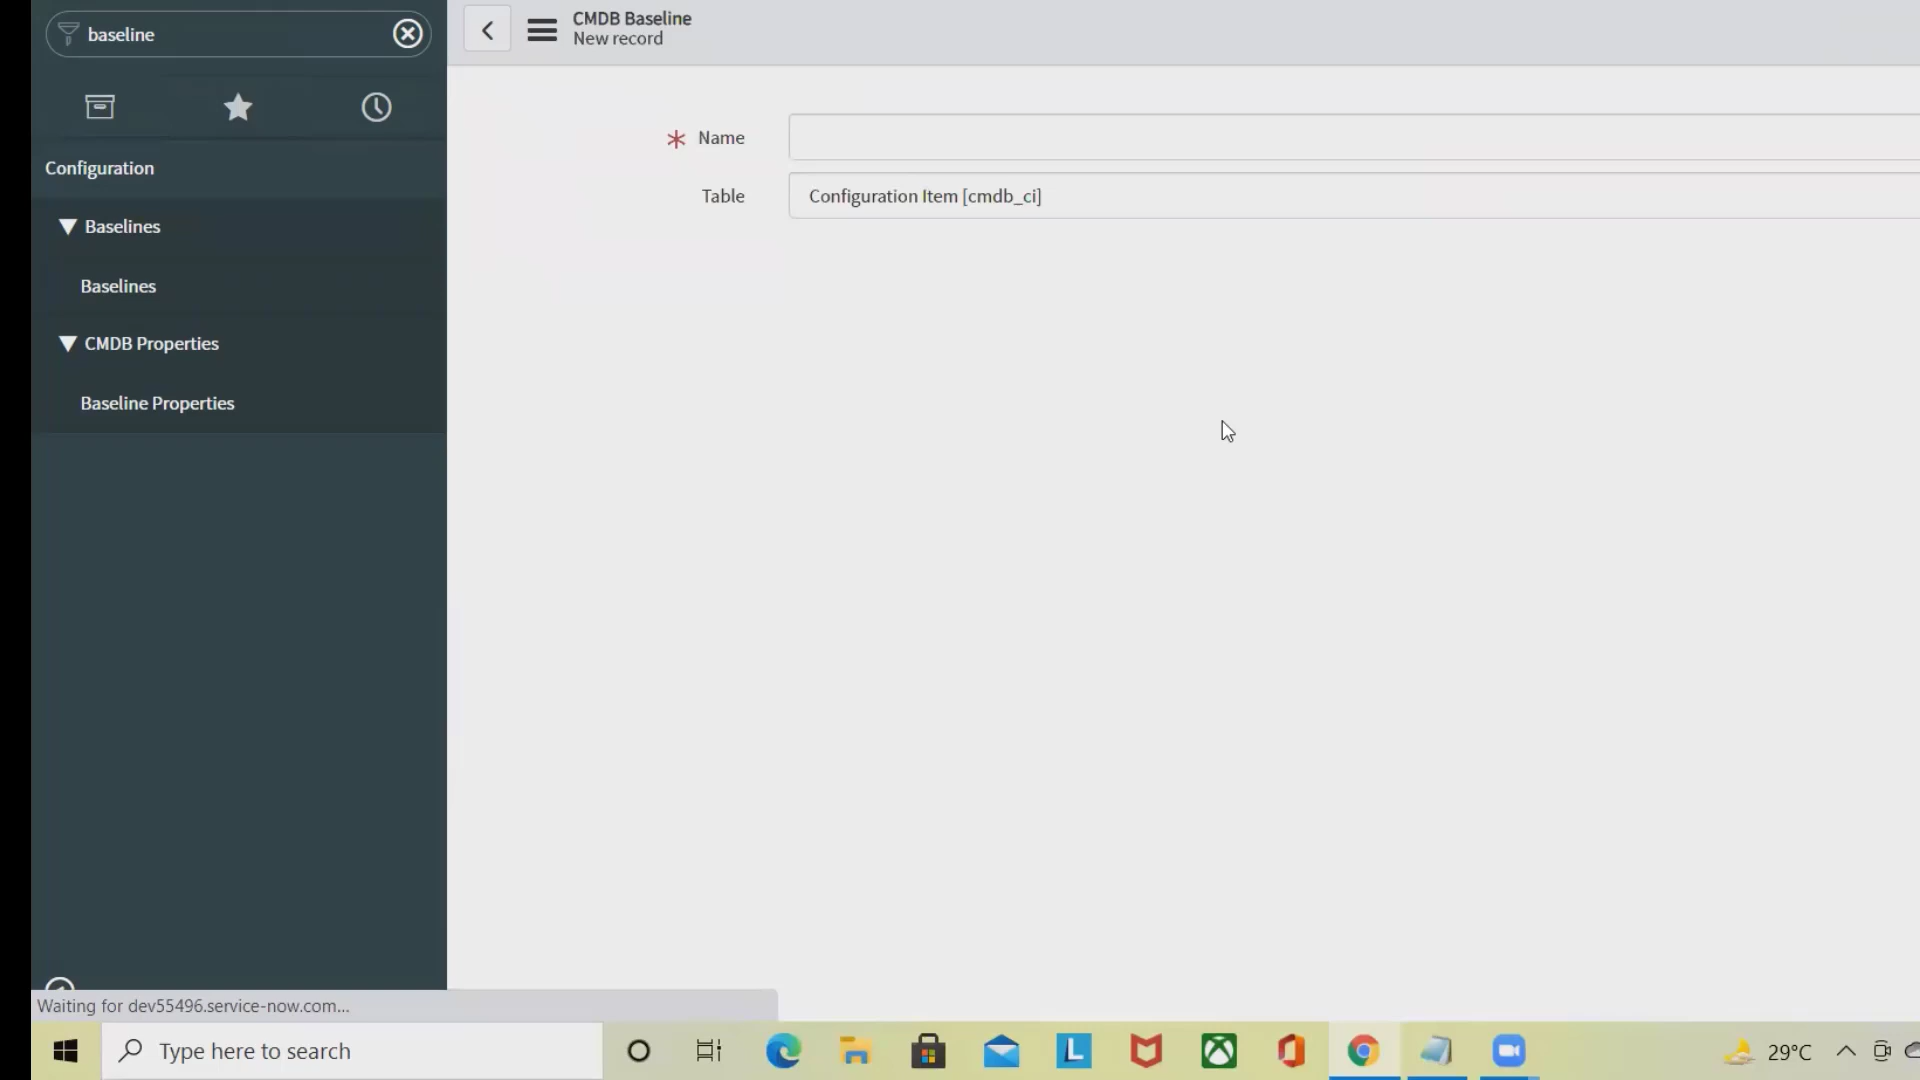 baseline
CMDB Baseline
New record
Name
Table
Configuration Item [cmdb_ci]
Configuration
Baselines
Baselines
CMDB Properties
Baseline Properties
Waiting for dev55496.service-now.com...
Type here to search
L
29°C